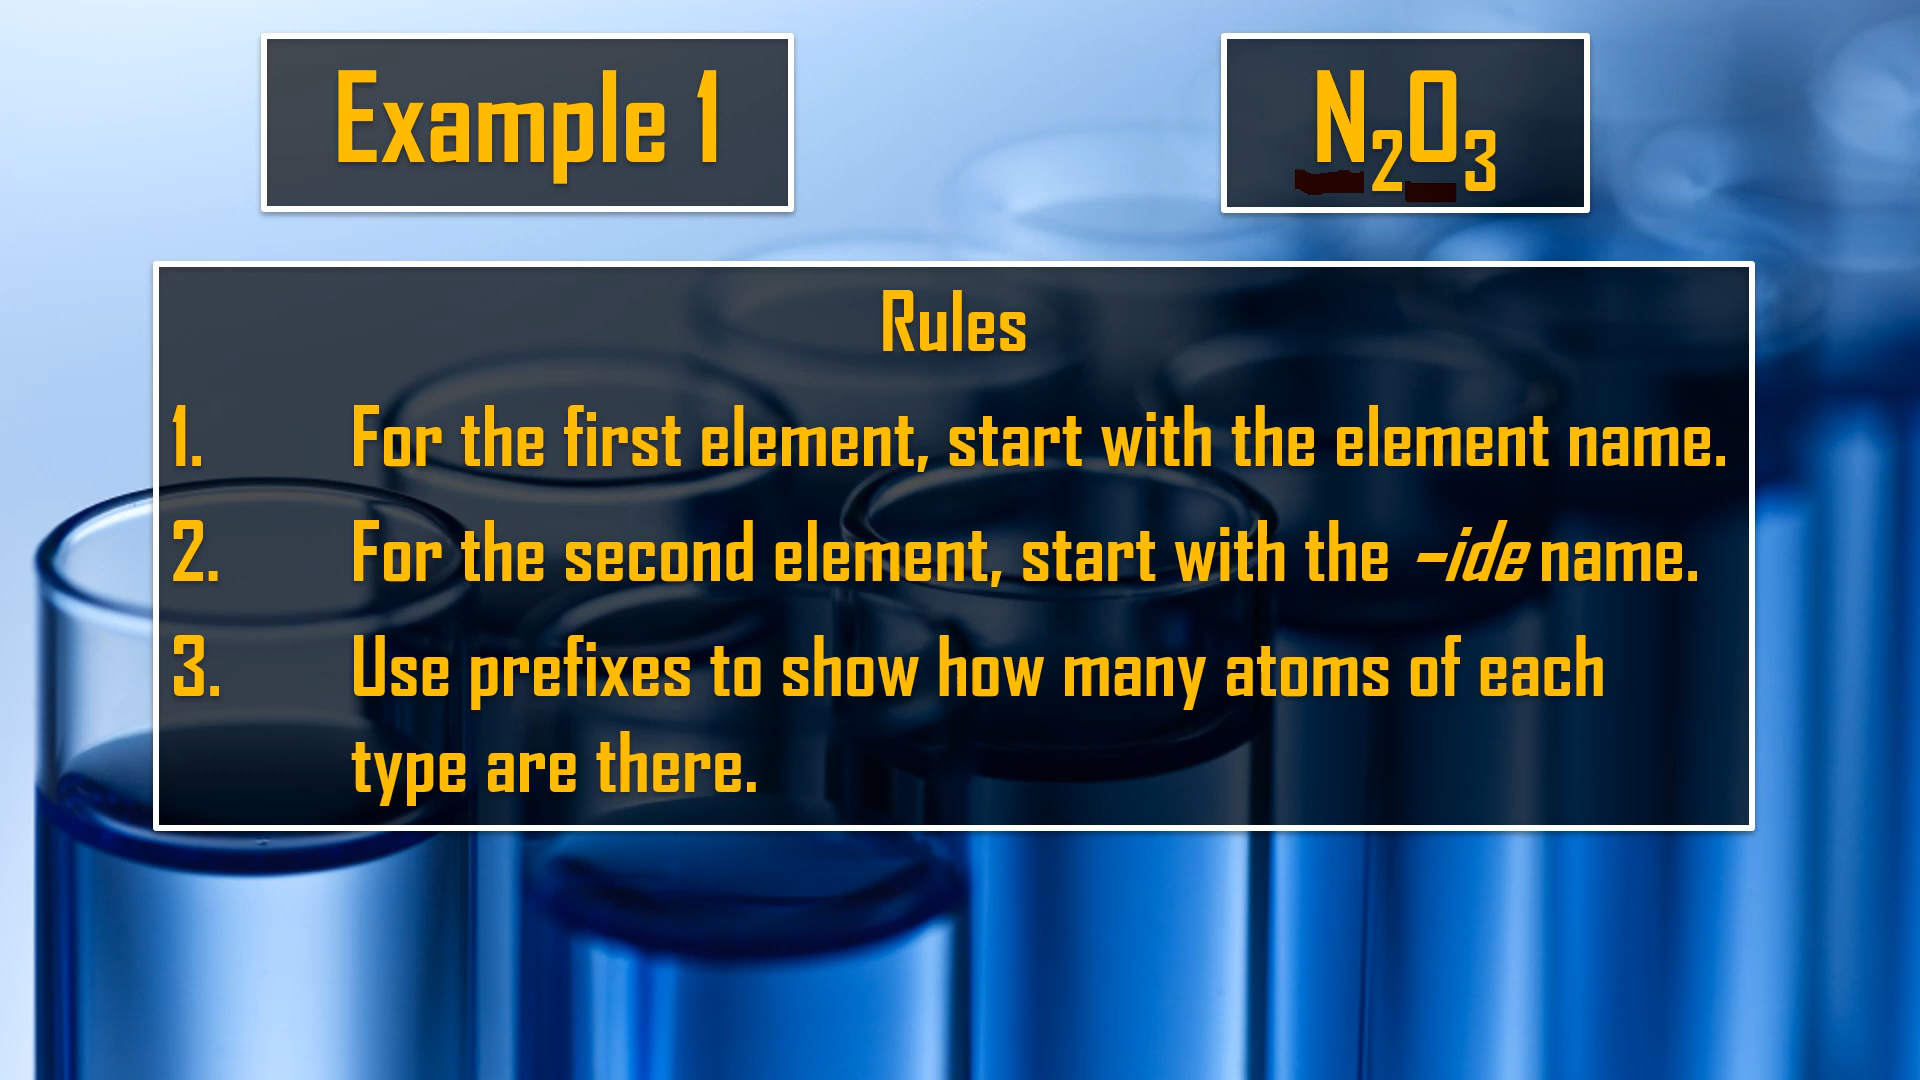 Example 1
N₂O₃
Rules
1. For the first element, start with the element name.
2. For the second element, start with the –ide name.
3. Use prefixes to show how many atoms of each
type are there.